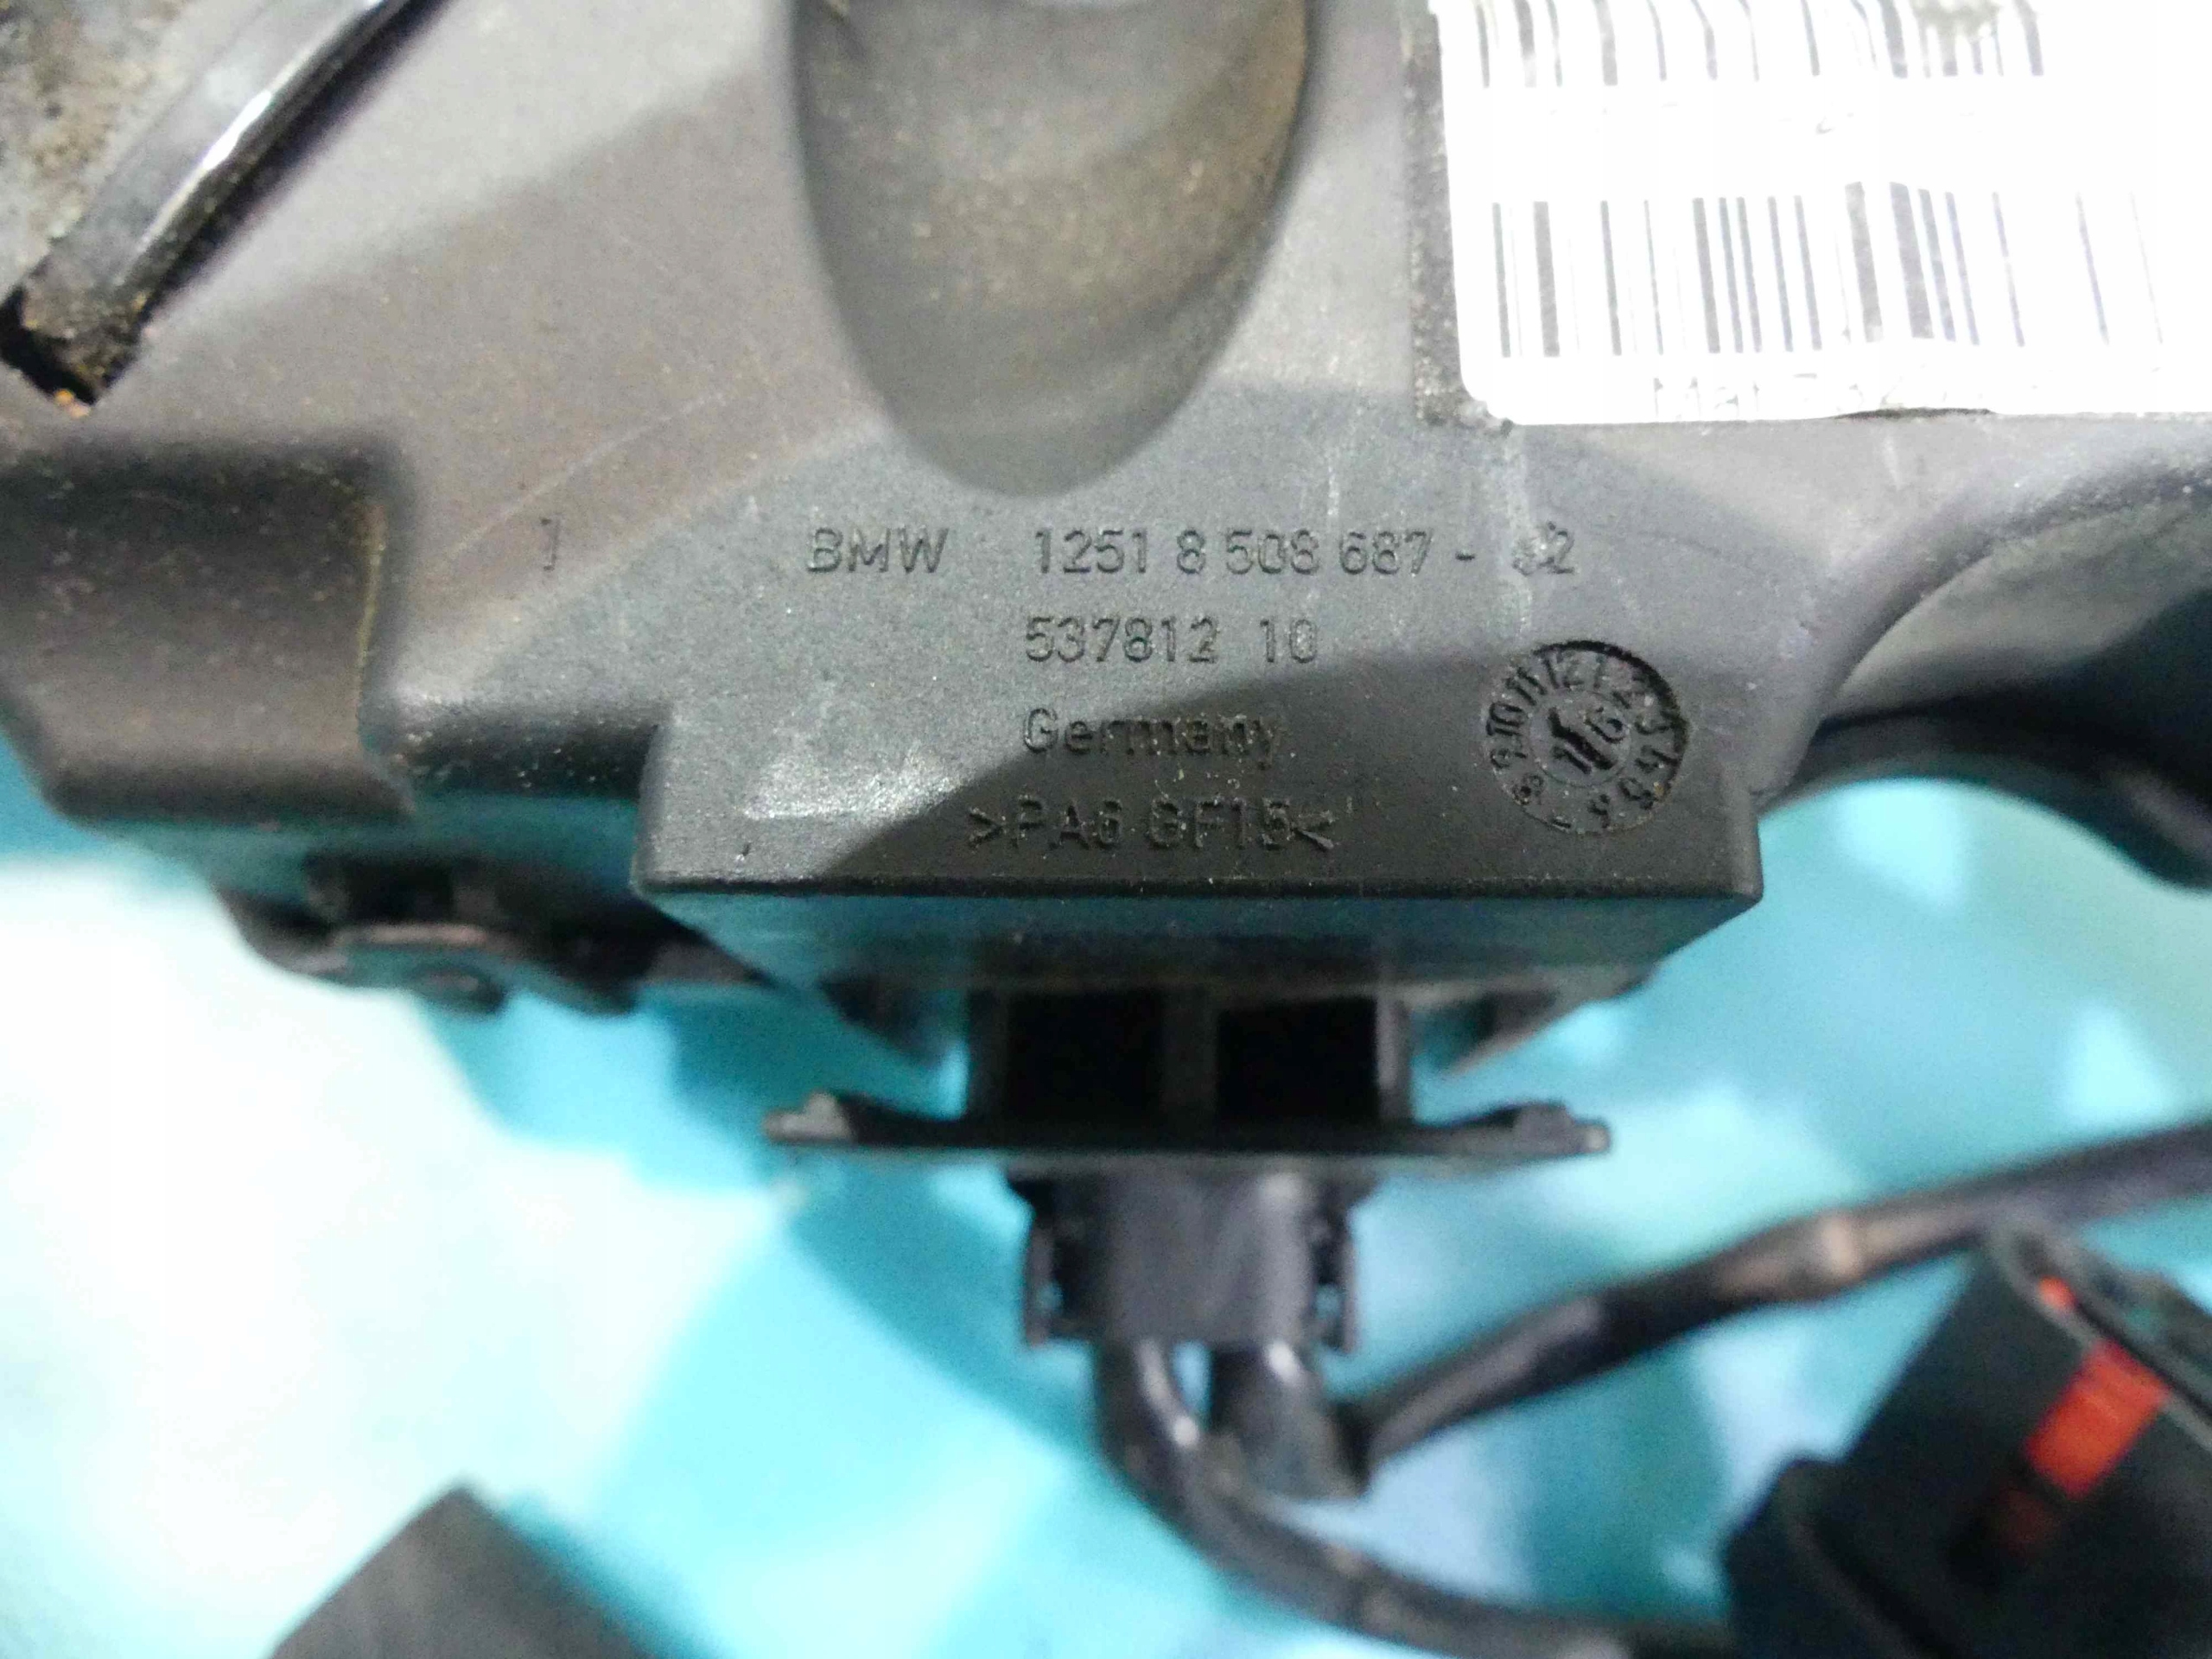 1 BMW 1251 8 508 687 - 02
537812 10
Germany
>PA6 GF15<